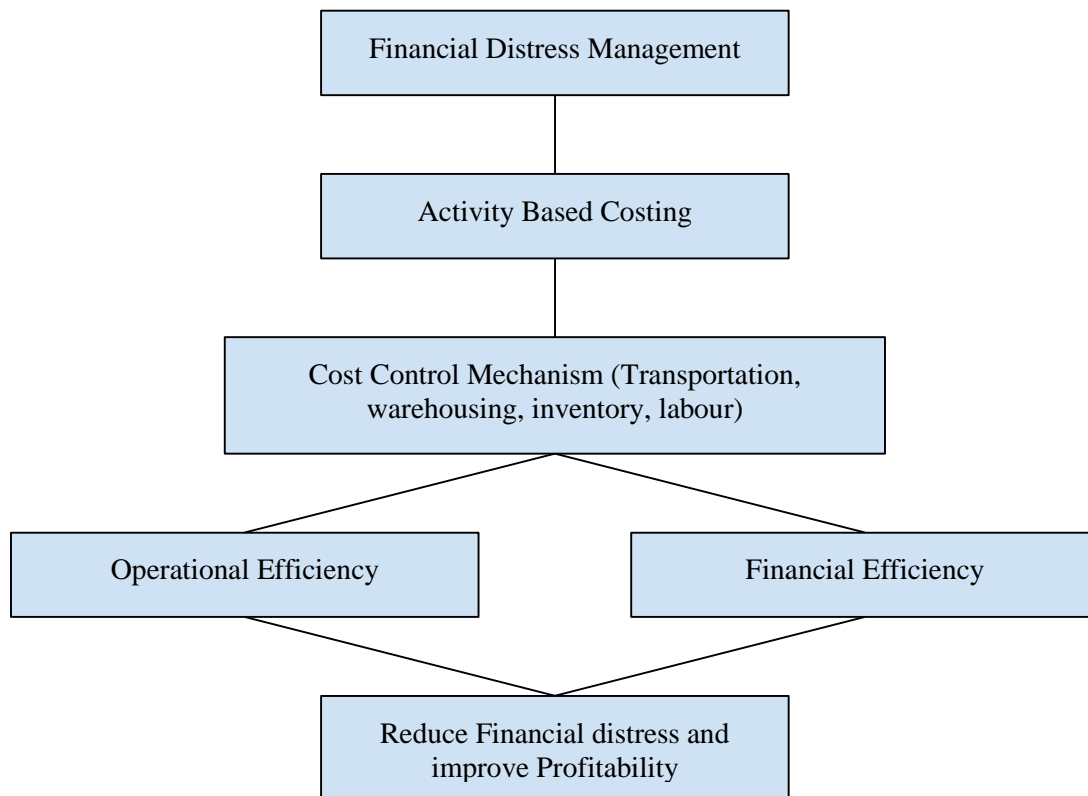 Financial Distress Management
Activity Based Costing
Cost Control Mechanism (Transportation,
warehousing, inventory, labour)
Operational Efficiency
Financial Efficiency
Reduce Financial distress and
improve Profitability